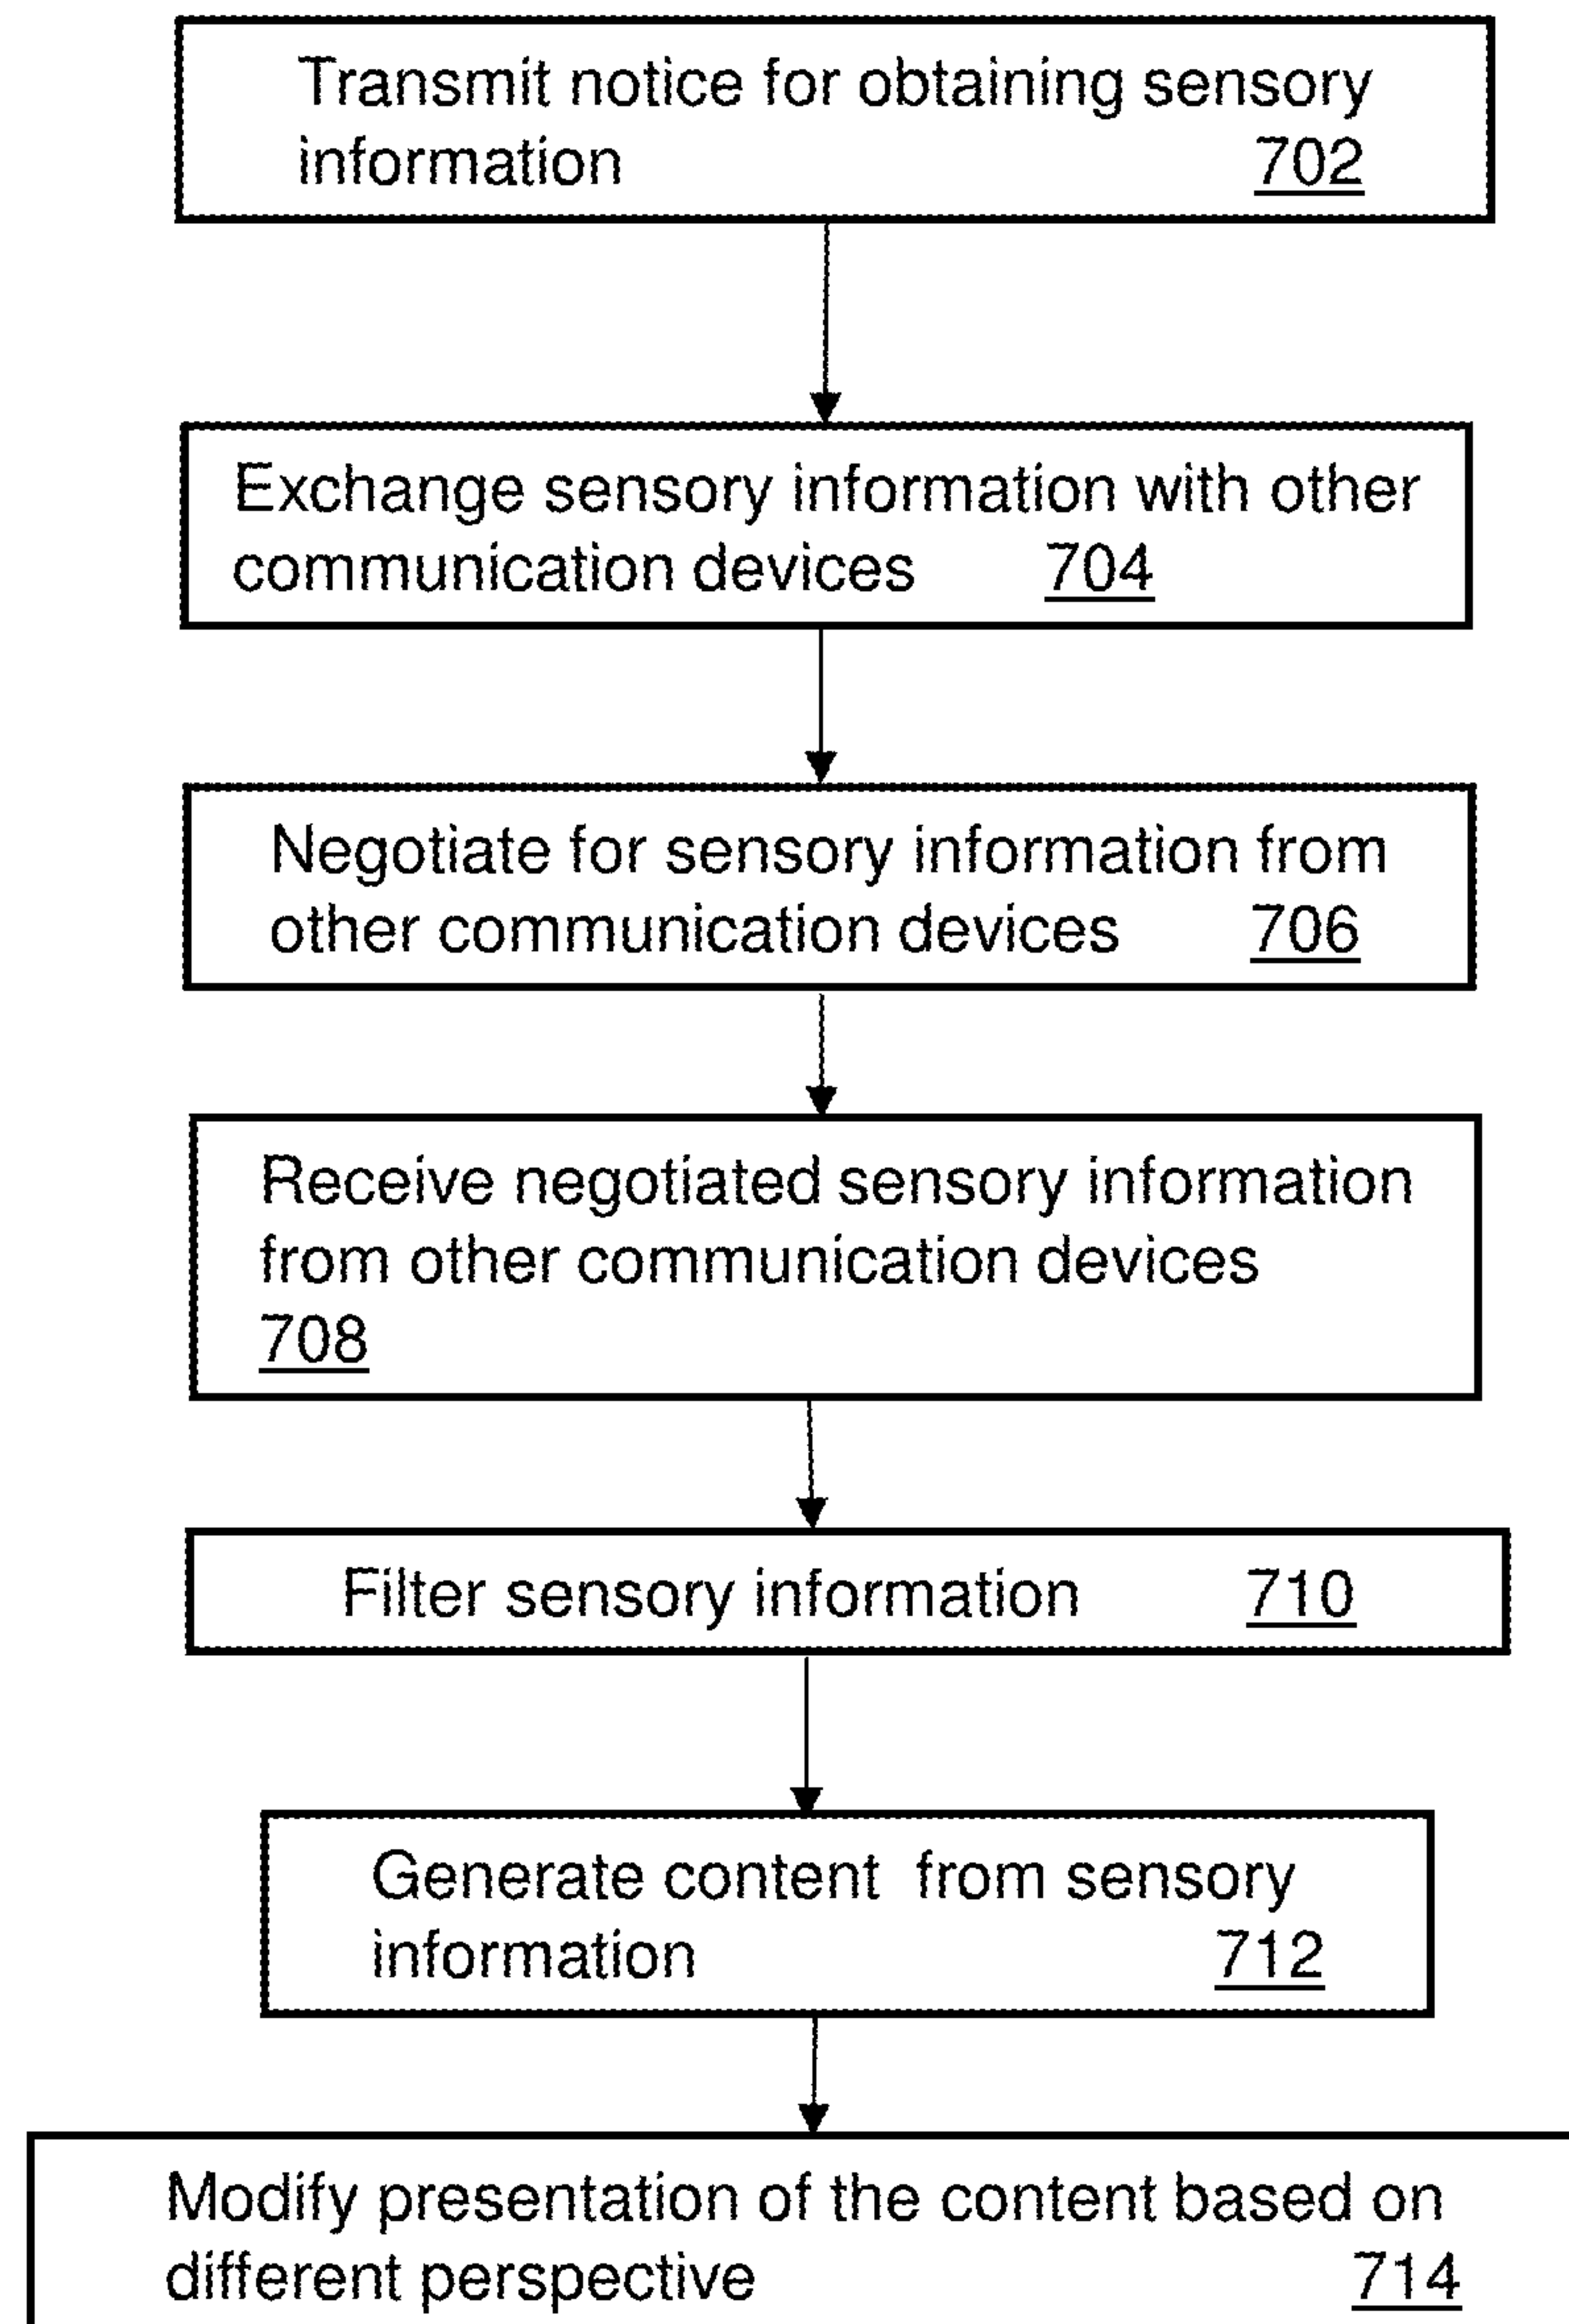 Transmit notice for obtaining sensory
information 702
Exchange sensory information with other
communication devices 704
Negotiate for sensory information from
other communication devices 706
Receive negotiated sensory information
from other communication devices
708
Filter sensory information 710
Generate content from sensory
information 712
Modify presentation of the content based on
different perspective 714